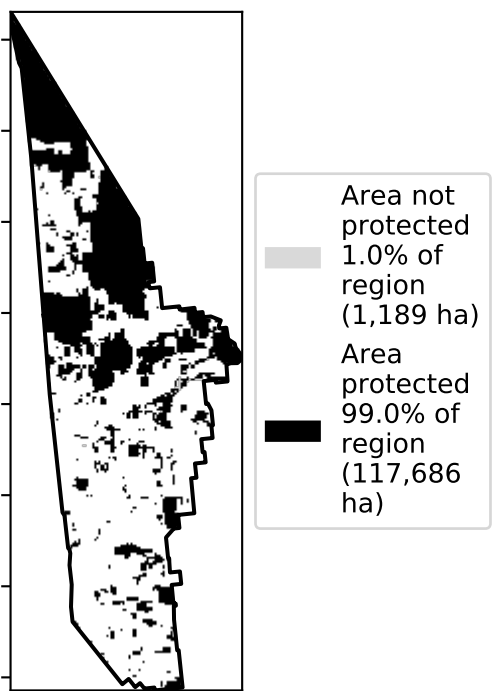 Area not
protected
1.0% of
region
(1,189 ha)
Area
protected
99.0% of
region
(117,686
ha)